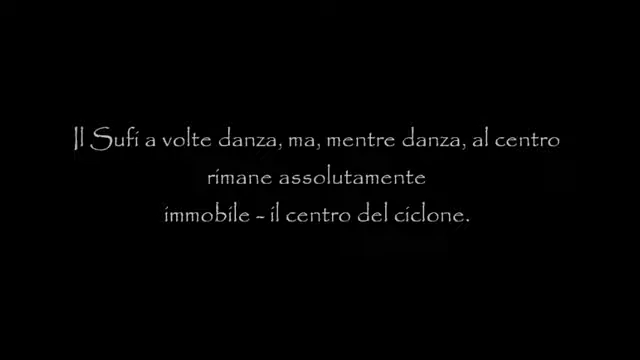 Il Sufi a volte danza, ma, mentre danza, al centro
rimane assolutamente
immobile - il centro del ciclone.